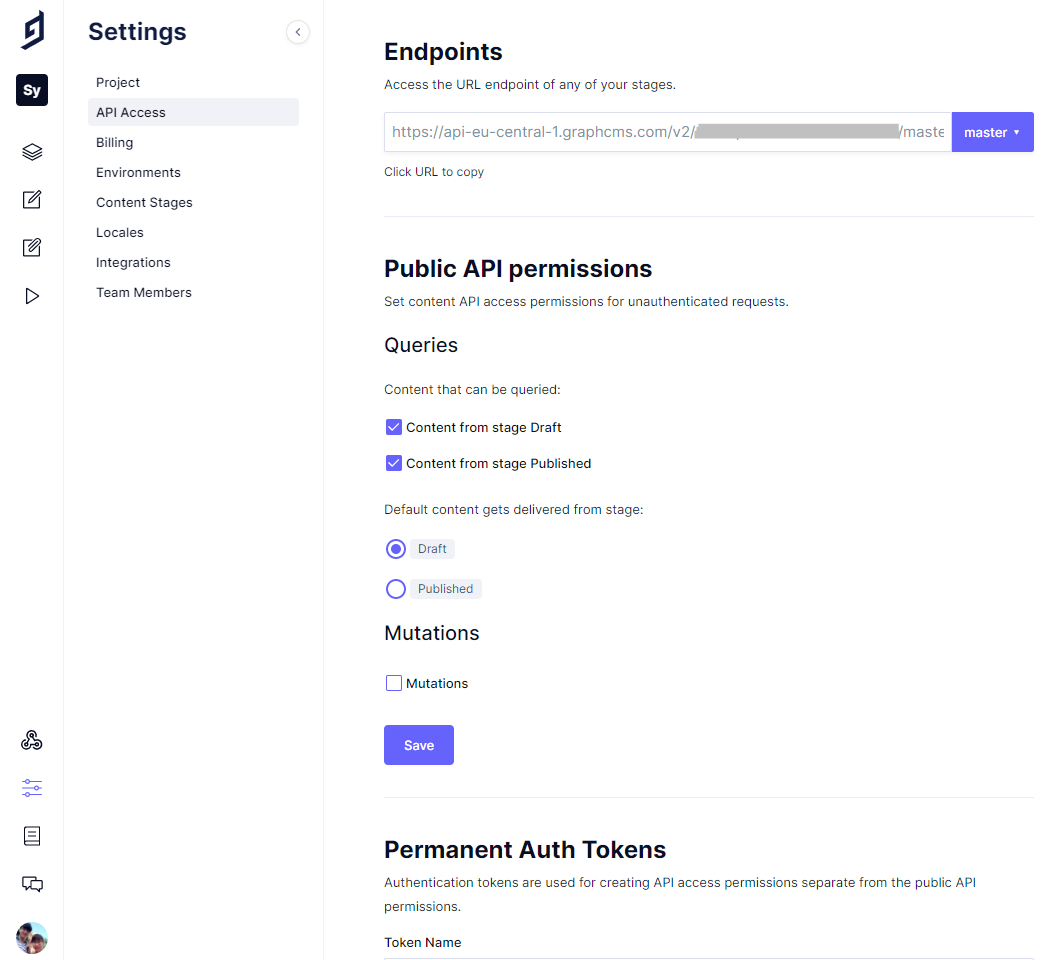 Settings
Sy
Project
API Access
Billing
Environments
Content Stages
Locales
Integrations
Team Members
Endpoints
Access the URL endpoint of any of your stages.
https://api-eu-central-1.graphcms.com/v2/ /maste
master
Click URL to copy
Public API permissions
Set content API access permissions for unauthenticated requests.
Queries
Content that can be queried:
Content from stage Draft
Content from stage Published
Default content gets delivered from stage:
Draft
Published
Mutations
Mutations
Save
Permanent Auth Tokens
Authentication tokens are used for creating API access permissions separate from the public API
permissions.
Token Name